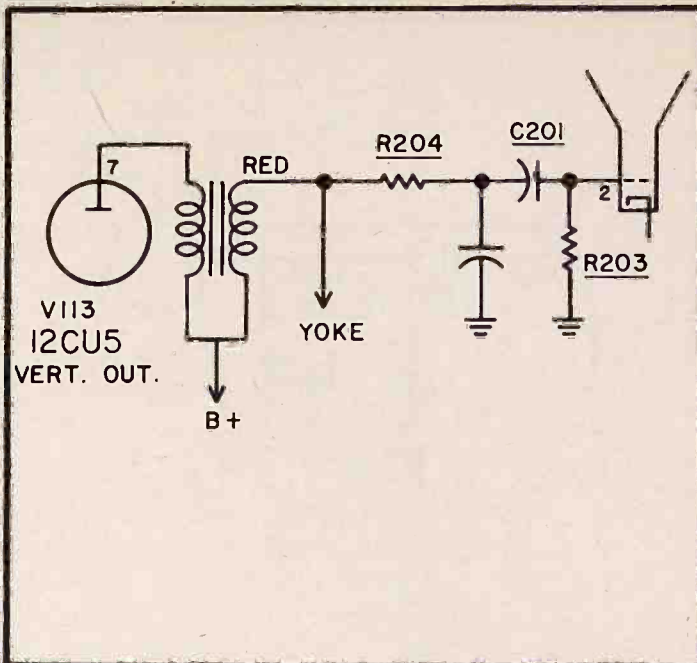 C201
R204
7
RED
2
R203
V113
12CU5
VERT. OUT.
YOKE
B+